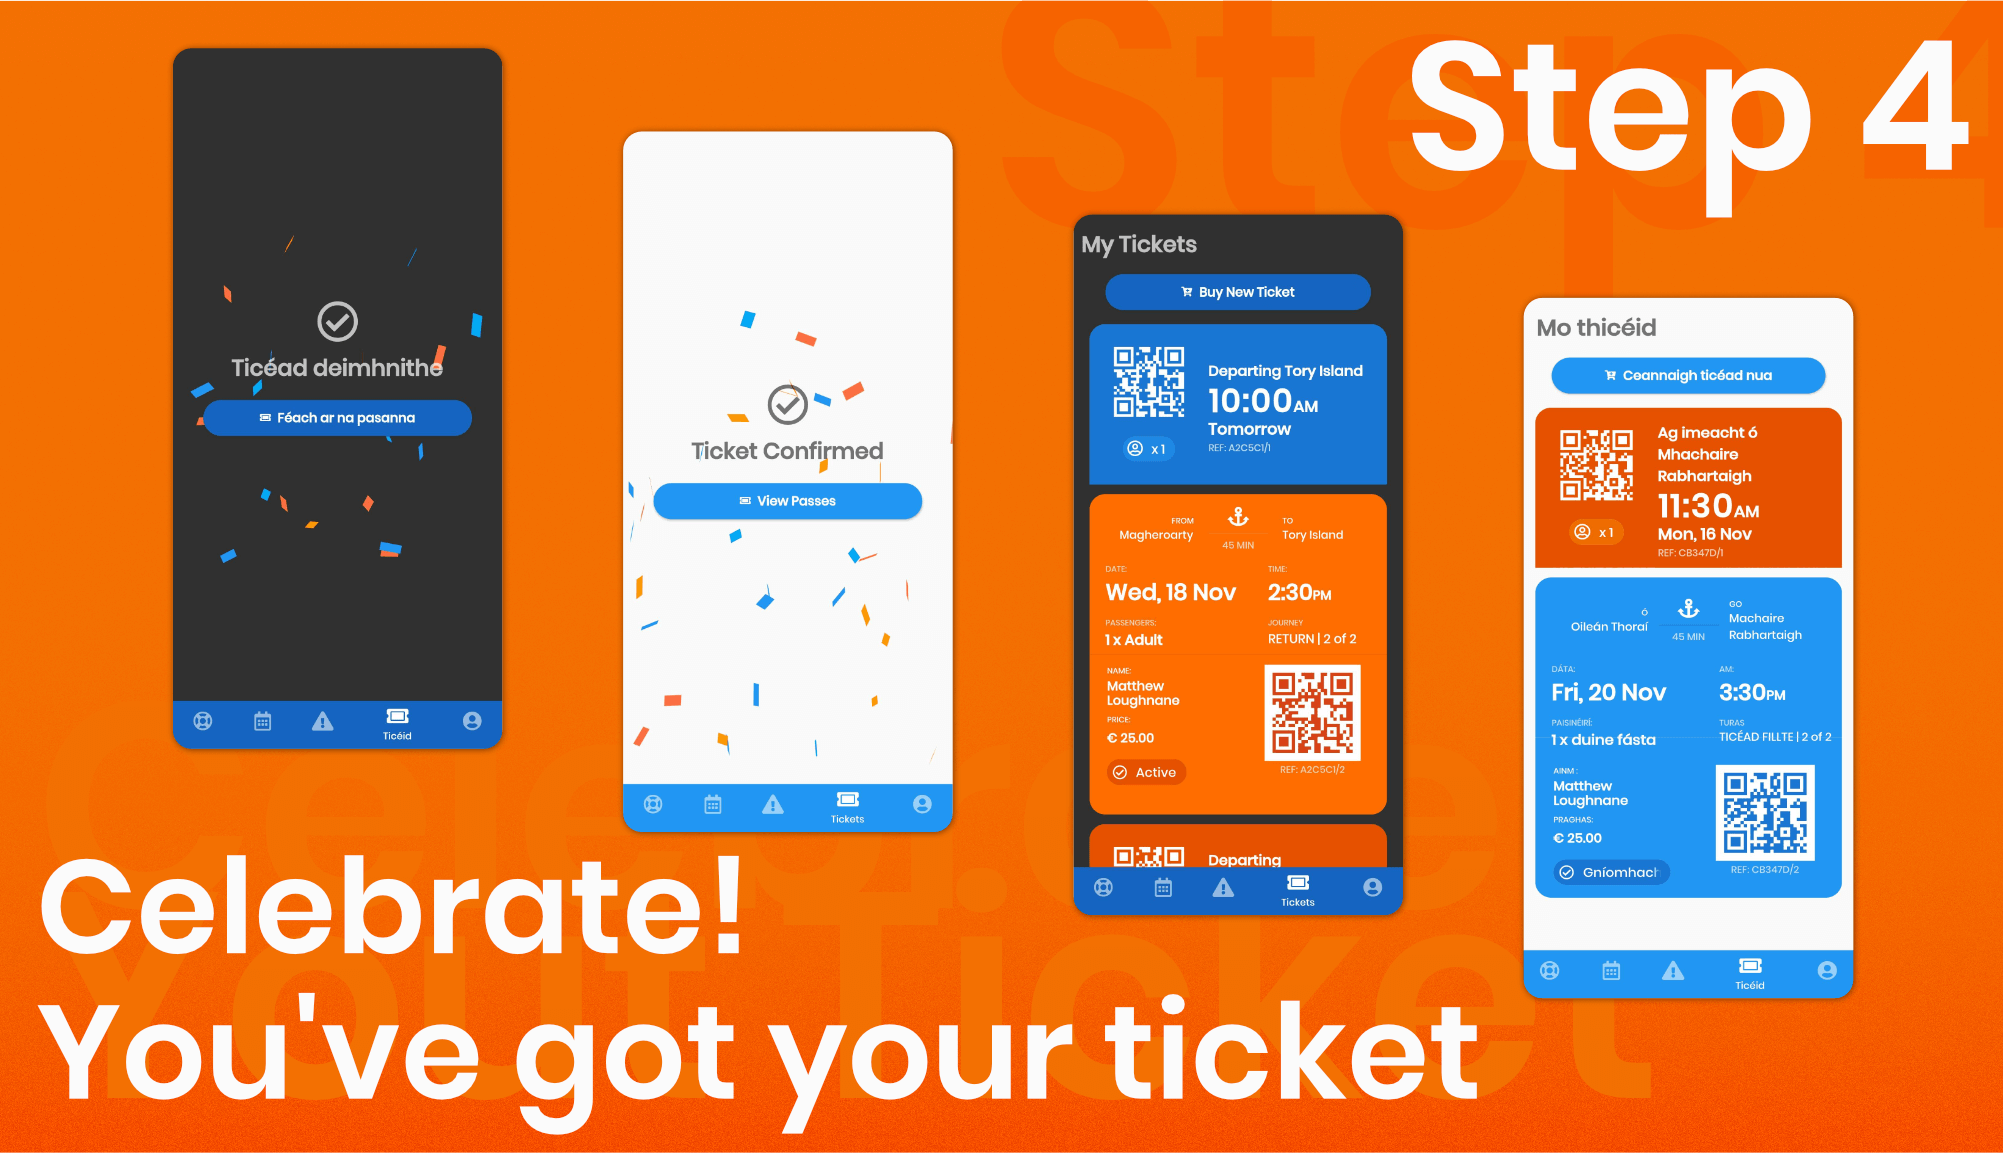 Step 4
Ticéad deimhnithe
Féach ar na pasanna
Ticéid
Ticket Confirmed
View Passes
Tickets
My Tickets
Buy New Ticket
Departing Tory Island
10:00AM
Tomorrow
REF: A2C5C1/1
x 1
FROM
Magheroarty
45 MIN
TO
Tory Island
DATE:
Wed, 18 Nov
TIME:
2:30PM
PASSENGERS:
1 x Adult
JOURNEY
RETURN | 2 of 2
NAME:
Matthew
Loughnane
PRICE:
€ 25.00
Active
REF: A2C5C1/2
Departing
Tickets
Mo thicéid
Ceannaigh ticéad nua
Ag imeacht ó
Mhachaire
Rabhartaigh
11:30AM
Mon, 16 Nov
REF: CB347D/1
x 1
Ó
Oileán Thoraí
45 MIN
GO
Machaire
Rabhartaigh
DÁTA:
Fri, 20 Nov
AM:
3:30PM
PAISINÉIRÍ:
1 x duine fásta
TURAS
TICÉAD FILLTE | 2 of 2
AINM :
Matthew
Loughnane
PRAGHAS:
€ 25.00
Gníomhach
REF: CB347D/2
Ticéid
Celebrate!
You've got your ticket